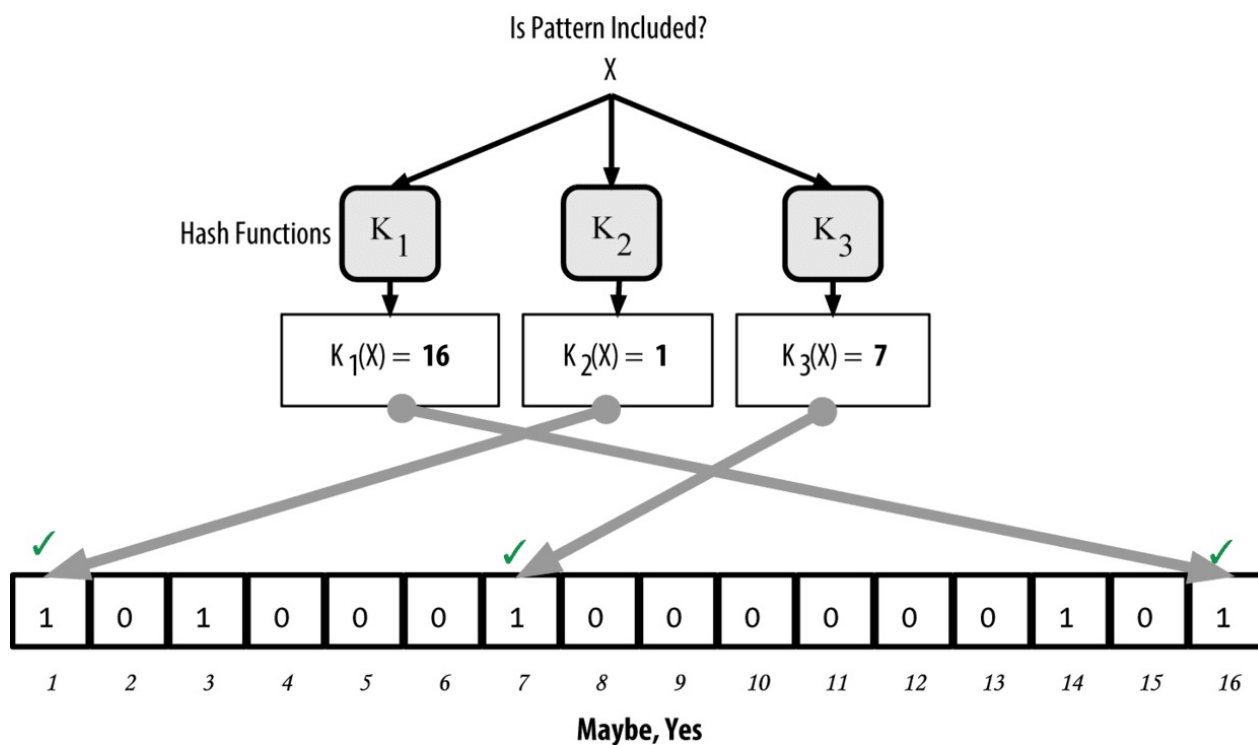 Is Pattern Included?
X
Hash Functions K1 K2 K3
K1(X) = 16 K2(X) = 1 K3(X) = 7
1 0 1 0 0 0 1 0 0 0 0 0 0 1 0 1
1 2 3 4 5 6 7 8 9 10 11 12 13 14 15 16
Maybe, Yes